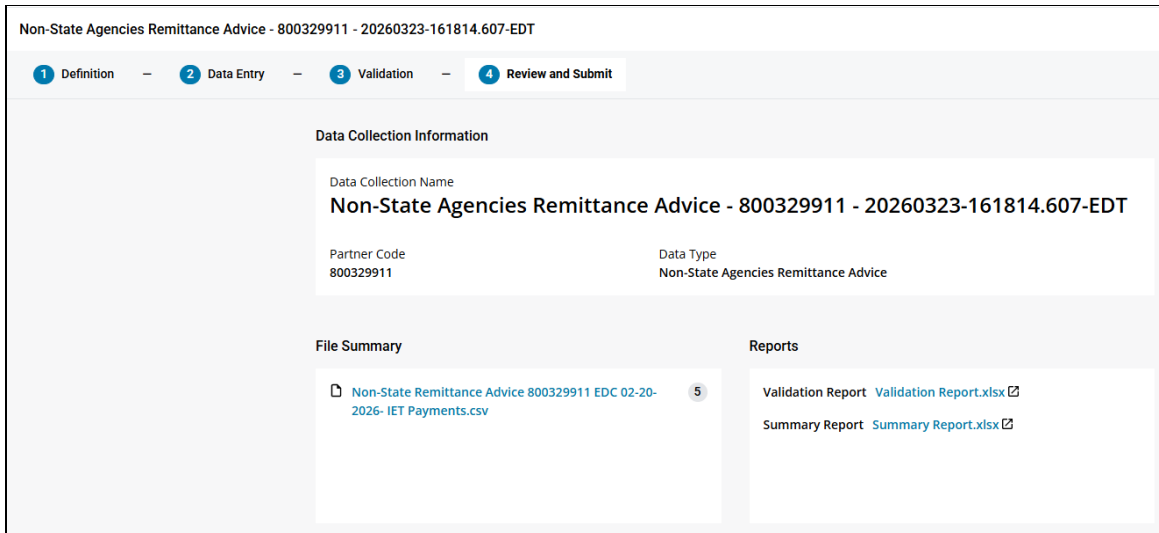 Non-State Agencies Remittance Advice - 800329911 - 20260323-161814.607-EDT
1 Definition – 2 Data Entry – 3 Validation – 4 Review and Submit
Data Collection Information
Data Collection Name
Non-State Agencies Remittance Advice - 800329911 - 20260323-161814.607-EDT
Partner Code Data Type
800329911 Non-State Agencies Remittance Advice
File Summary
Non-State Remittance Advice 800329911 EDC 02-20- 5
2026- IET Payments.csv
Reports
Validation Report Validation Report.xlsx
Summary Report Summary Report.xlsx